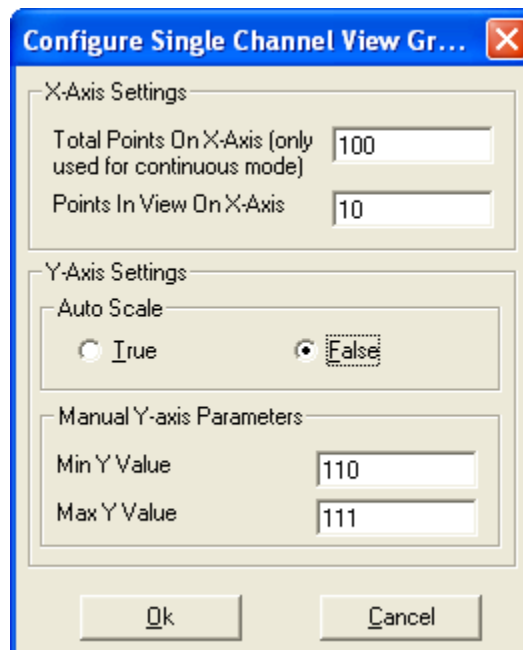 Configure Single Channel View Gr...
X-Axis Settings
Total Points On X-Axis (only
used for continuous mode)
100
Points In View On X-Axis
10
Y-Axis Settings
Auto Scale
True
False
Manual Y-axis Parameters
Min Y Value
110
Max Y Value
111
Ok
Cancel